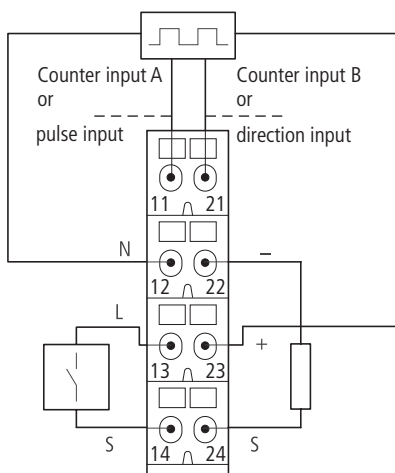 Counter input A
or
pulse input
Counter input B
or
direction input
11 21
N
12 22
–
L
13 23
+
S
14 24
S